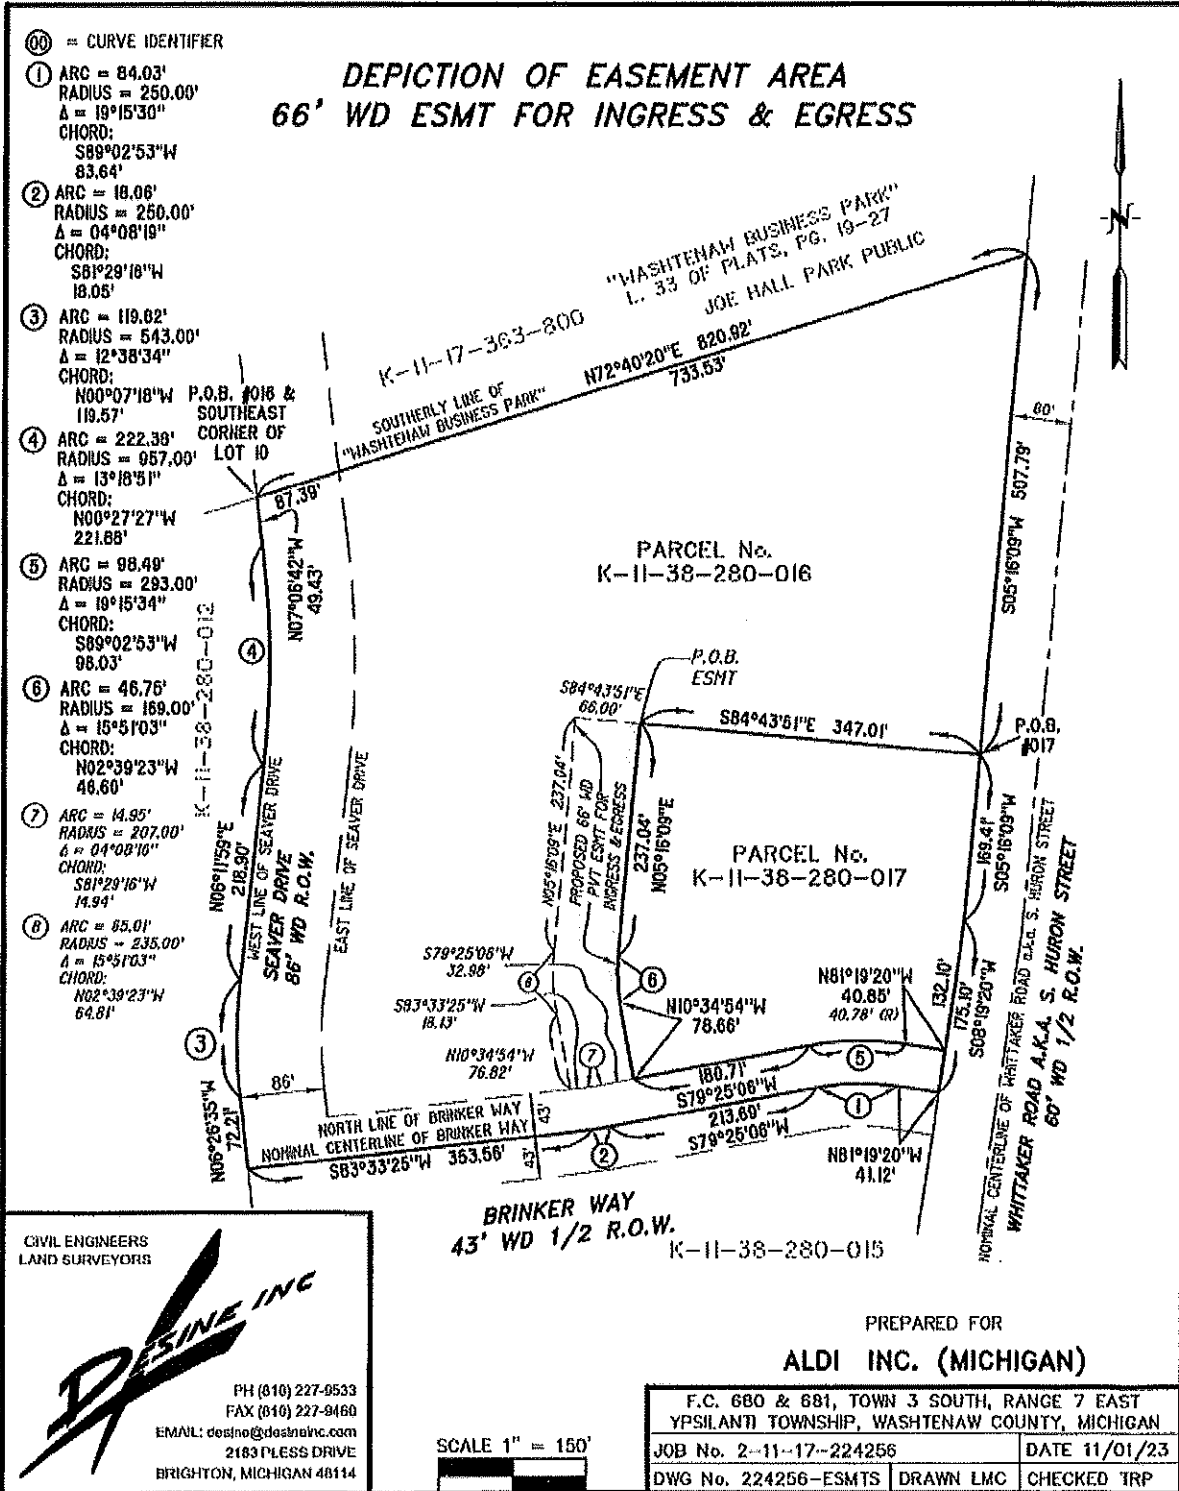 00 = CURVE IDENTIFIER
1 ARC = 84.03'
RADIUS = 250.00'
Δ = 19°15'30"
CHORD:
S89°02'53"W
83.64'
2 ARC = 18.06'
RADIUS = 250.00'
Δ = 04°08'19"
CHORD:
S81°29'18"W
18.05'
3 ARC = 119.82'
RADIUS = 543.00'
Δ = 12°38'34"
CHORD:
N00°07'18"W
119.57'
4 ARC = 222.38'
RADIUS = 957.00'
Δ = 13°18'51"
CHORD:
N00°27'27"W
221.88'
5 ARC = 98.49'
RADIUS = 293.00'
Δ = 19°15'34"
CHORD:
S89°02'53"W
98.03'
6 ARC = 46.75'
RADIUS = 169.00'
Δ = 15°51'03"
CHORD:
N02°39'23"W
46.60'
7 ARC = 14.95'
RADIUS = 207.00'
Δ = 04°08'16"
CHORD:
S81°29'16"W
14.94'
8 ARC = 65.01'
RADIUS = 235.00'
Δ = 15°51'03"
CHORD:
N02°39'23"W
64.81'
DEPICTION OF EASEMENT AREA
66' WD ESMT FOR INGRESS & EGRESS
N
"WASHTENAW BUSINESS PARK"
L. 33 OF PLATS, PG. 19-27
JOE HALL PARK PUBLIC
K-11-17-363-800
N72°40'20"E 820.92'
733.53'
SOUTHERLY LINE OF
"WASHTENAW BUSINESS PARK"
P.O.B. #016 &
SOUTHEAST
CORNER OF
LOT 10
87.39'
N07°06'42"W
49.43'
80'
S05°16'09"W 507.79'
PARCEL No.
K-11-38-280-016
K-11-38-280-012
4
P.O.B.
ESMT
S84°43'51"E
66.00'
S84°43'51"E 347.01'
P.O.B.
#017
N06°11'59"E
218.90'
WEST LINE OF SEAVER DRIVE
SEAVER DRIVE
86' WD R.O.W.
EAST LINE OF SEAVER DRIVE
N05°16'09"E 237.04'
PROPOSED 66' WD
PVT ESMT FOR
INGRESS & EGRESS
237.04'
N05°16'09"E
PARCEL No.
K-11-38-280-017
169.41'
S05°16'09"W
S79°25'06"W
32.98'
8
6
S83°33'25"W
18.13'
N10°34'54"W
78.66'
N81°19'20"W
40.85'
40.78' (R)
132.10'
175.10'
S08°19'20"W
NOMINAL CENTERLINE OF WHITTAKER ROAD a.k.a. S. HURON STREET
WHITTAKER ROAD A.K.A. S. HURON STREET
60' WD 1/2 R.O.W.
3
N10°34'54"W
76.82'
7
5
86'
180.71'
S79°25'06"W
213.69'
S79°25'06"W
1
N06°26'35"W
72.21'
NORTH LINE OF BRINKER WAY
NOMINAL CENTERLINE OF BRINKER WAY
43'
43'
S83°33'25"W 353.56'
2
N81°19'20"W
41.12'
BRINKER WAY
43' WD 1/2 R.O.W.
K-11-38-280-015
CIVIL ENGINEERS
LAND SURVEYORS
DESINE INC
PH (810) 227-9533
FAX (810) 227-9460
EMAIL: desine@desineinc.com
2183 PLESS DRIVE
BRIGHTON, MICHIGAN 48114
SCALE 1" = 150'
PREPARED FOR
ALDI INC. (MICHIGAN)
F.C. 680 & 681, TOWN 3 SOUTH, RANGE 7 EAST
YPSILANTI TOWNSHIP, WASHTENAW COUNTY, MICHIGAN
JOB No. 2-11-17-224256 DATE 11/01/23
DWG No. 224256-ESMTS DRAWN LMC CHECKED TRP